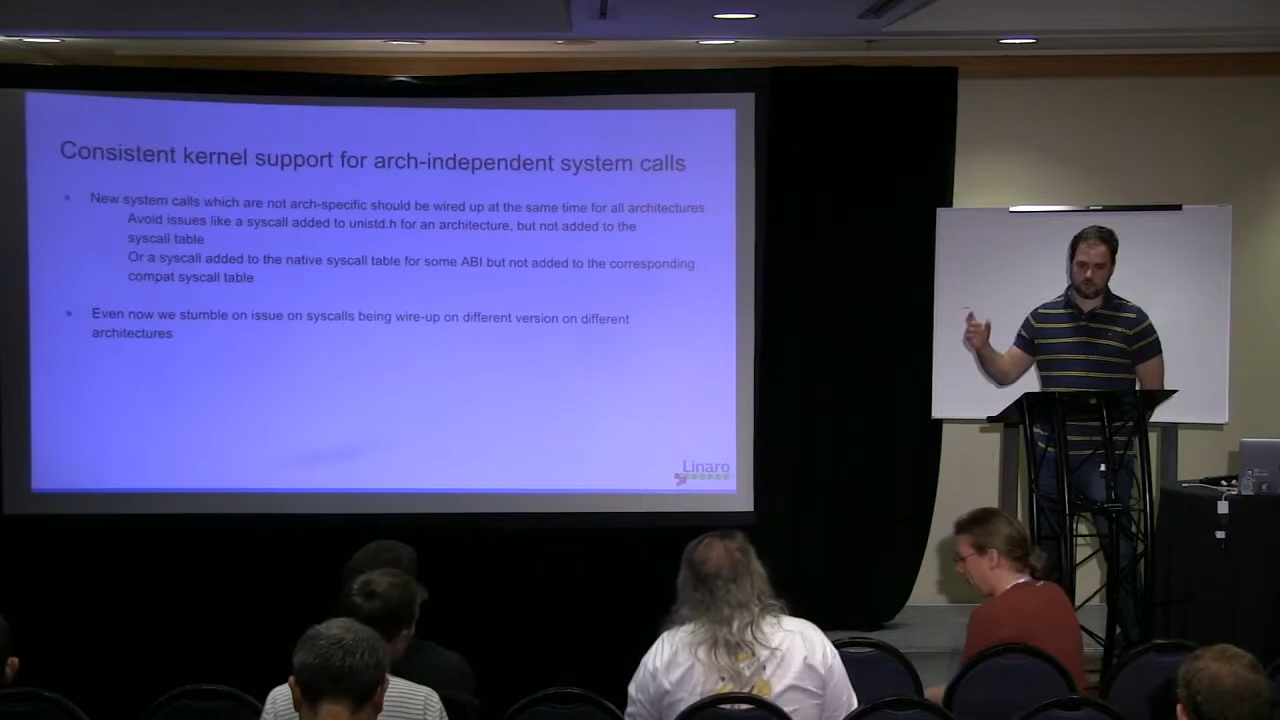 Consistent kernel support for arch-independent system calls
New system calls which are not arch-specific should be wired up at the same time for all architectures
Avoid issues like a syscall added to unistd.h for an architecture, but not added to the
syscall table
Or a syscall added to the native syscall table for some ABI but not added to the corresponding
compat syscall table
Even now we stumble on issue on syscalls being wire-up on different version on different
architectures
Linaro